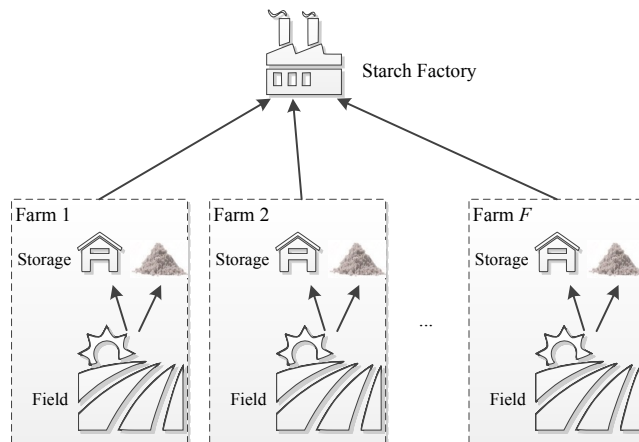 Starch Factory
Farm 1
Farm 2
Farm F
Storage
Storage
Storage
...
Field
Field
Field